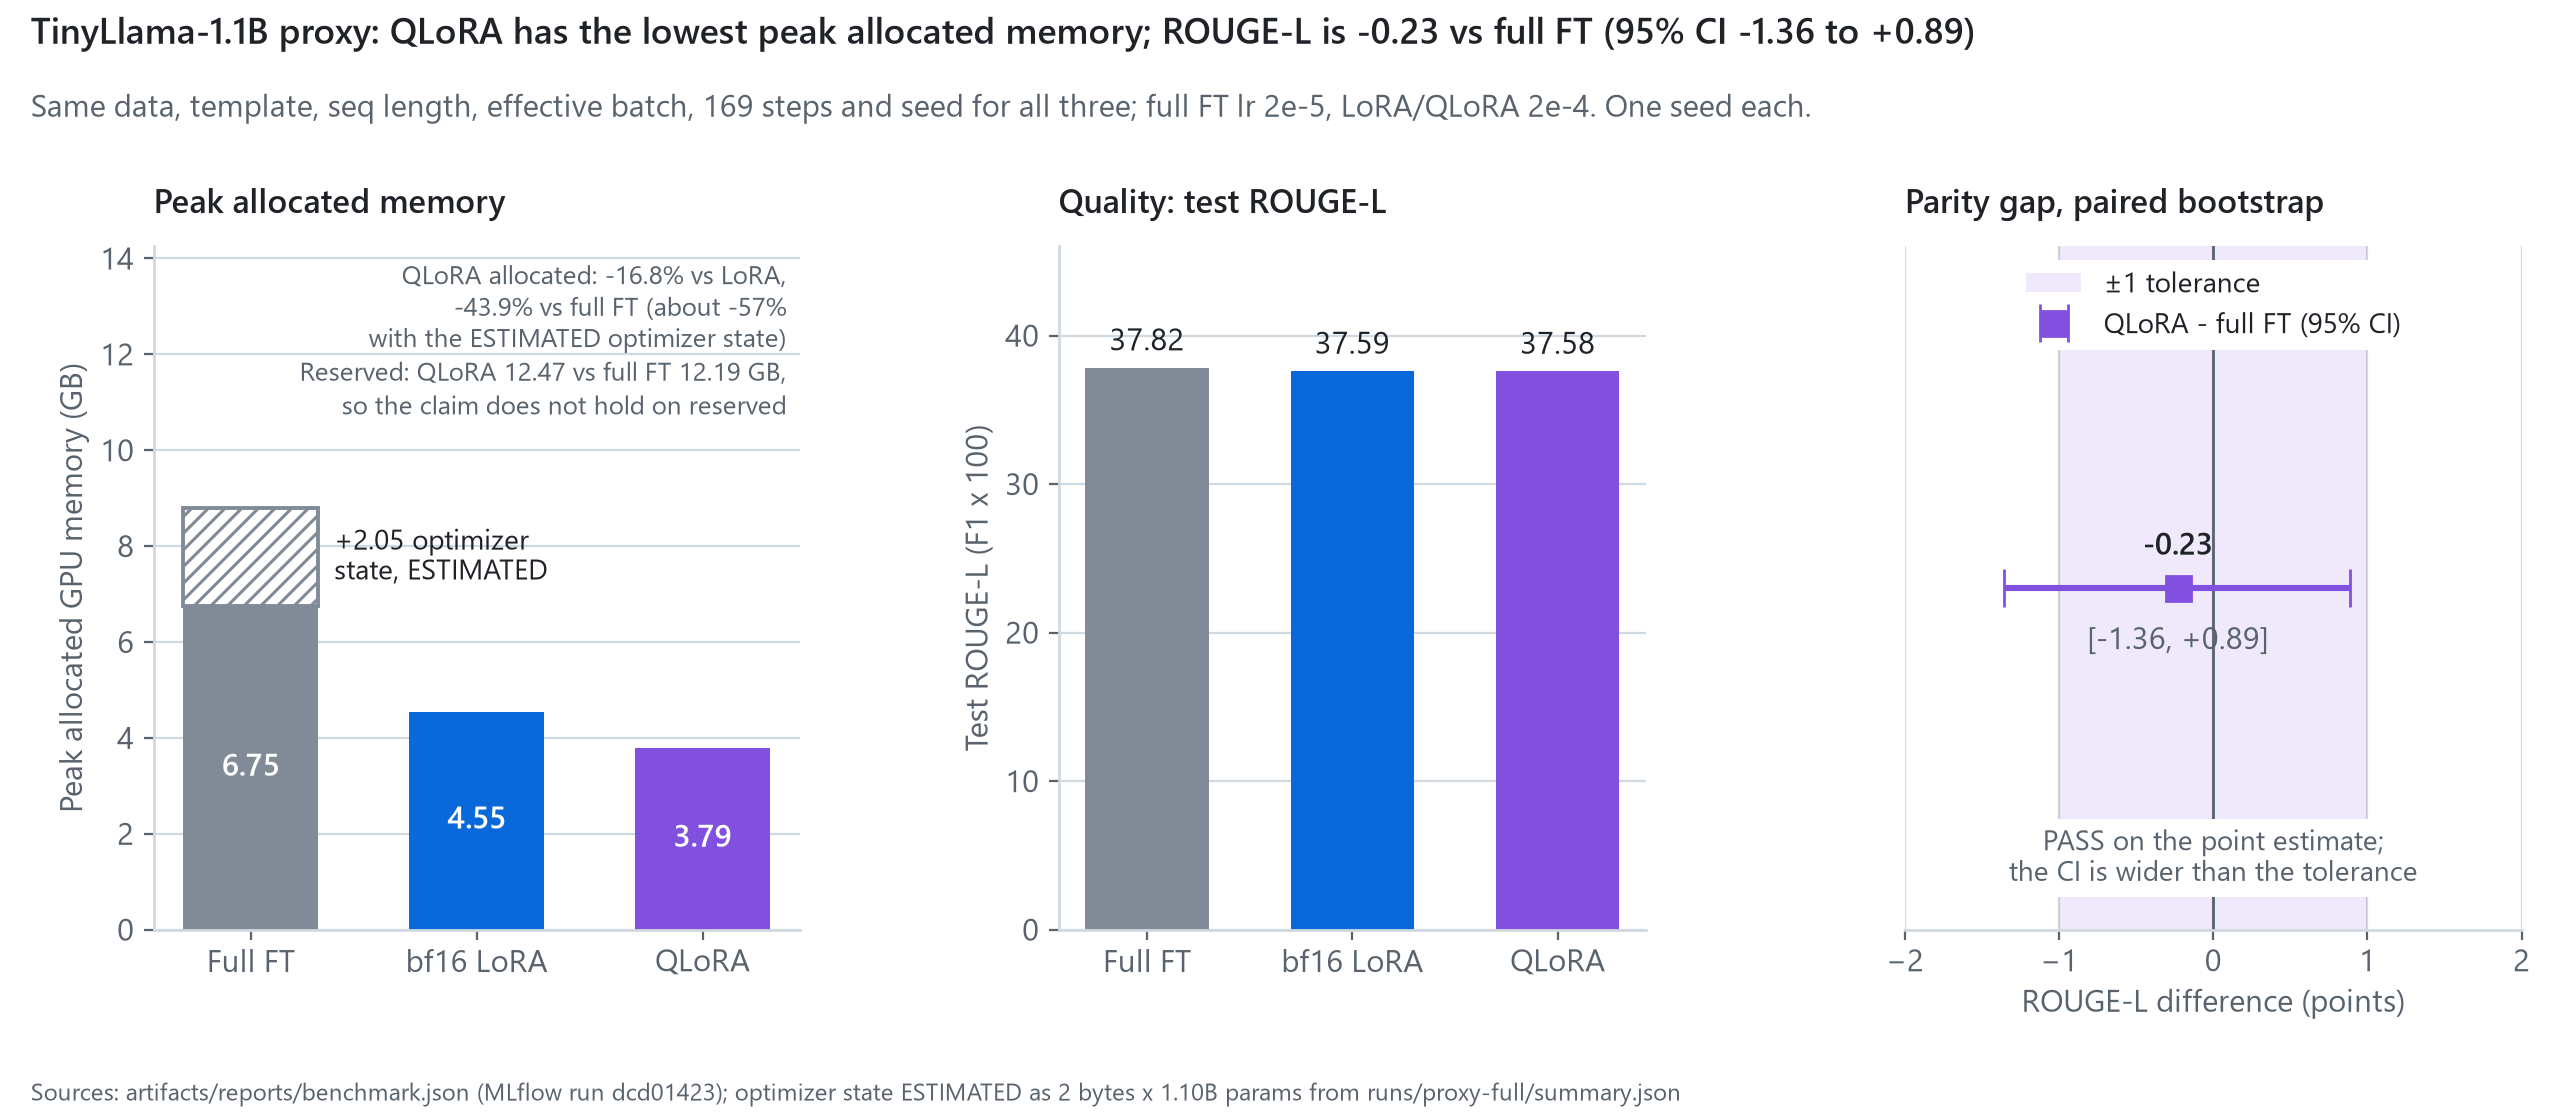 TinyLlama-1.1B proxy: QLoRA has the lowest peak allocated memory; ROUGE-L is -0.23 vs full FT (95% CI -1.36 to +0.89)
Same data, template, seq length, effective batch, 169 steps and seed for all three; full FT lr 2e-5, LoRA/QLoRA 2e-4. One seed each.
Peak allocated memory
Peak allocated GPU memory (GB)
14
12
10
8
6
4
2
0
QLoRA allocated: -16.8% vs LoRA,
-43.9% vs full FT (about -57%
with the ESTIMATED optimizer state)
Reserved: QLoRA 12.47 vs full FT 12.19 GB,
so the claim does not hold on reserved
+2.05 optimizer
state, ESTIMATED
6.75
4.55
3.79
Full FT
bf16 LoRA
QLoRA
Quality: test ROUGE-L
Test ROUGE-L (F1 x 100)
40
30
20
10
0
37.82
37.59
37.58
Full FT
bf16 LoRA
QLoRA
Parity gap, paired bootstrap
±1 tolerance
QLoRA - full FT (95% CI)
-0.23
[-1.36, +0.89]
PASS on the point estimate;
the CI is wider than the tolerance
−2
−1
0
1
2
ROUGE-L difference (points)
Sources: artifacts/reports/benchmark.json (MLflow run dcd01423); optimizer state ESTIMATED as 2 bytes x 1.10B params from runs/proxy-full/summary.json